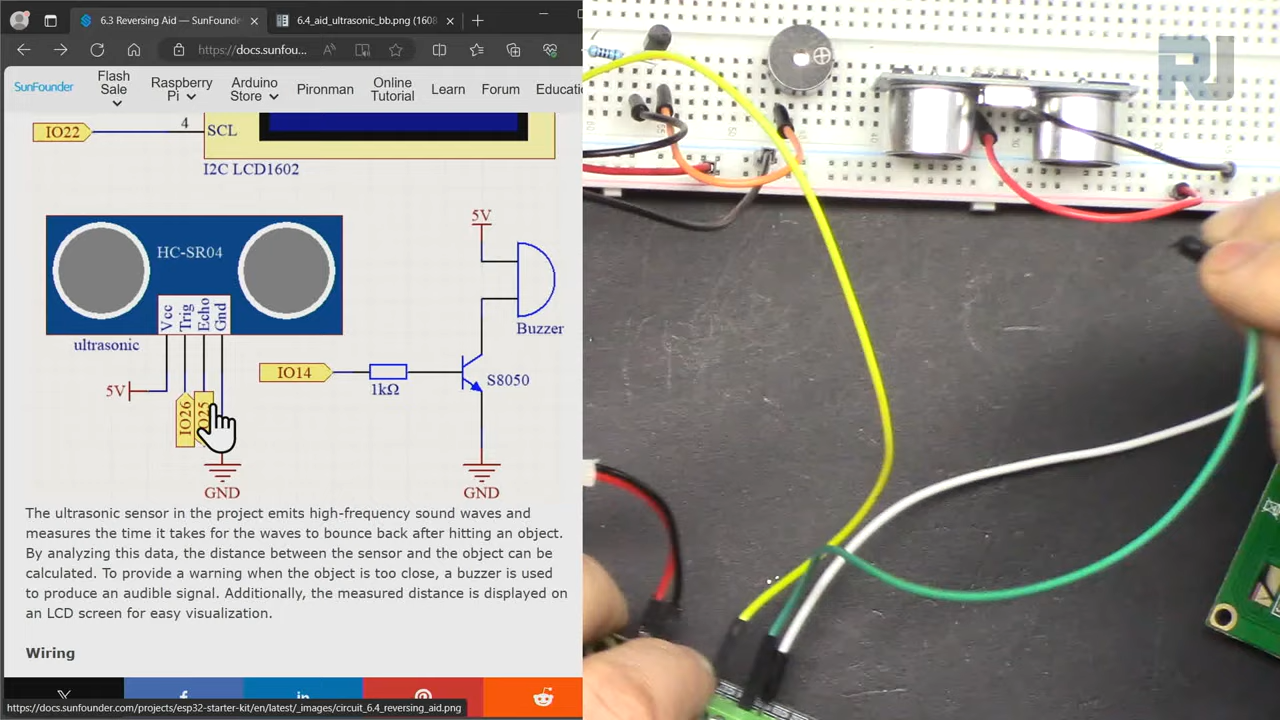 6.3 Reversing Aid — SunFounder
6.4_aid_ultrasonic_bb.png (1608
https://docs.sunfou...
SunFounder
Flash Sale
Raspberry Pi
Arduino Store
Pironman
Online Tutorial
Learn
Forum
Educati
IO22
4
SCL
I2C LCD1602
HC-SR04
Vcc
Trig
Echo
Gnd
ultrasonic
5V
IO26
IO25
GND
IO14
1kΩ
5V
Buzzer
S8050
GND
The ultrasonic sensor in the project emits high-frequency sound waves and
measures the time it takes for the waves to bounce back after hitting an object.
By analyzing this data, the distance between the sensor and the object can be
calculated. To provide a warning when the object is too close, a buzzer is used
to produce an audible signal. Additionally, the measured distance is displayed on
an LCD screen for easy visualization.
Wiring
https://docs.sunfounder.com/projects/esp32-starter-kit/en/latest/_images/circuit_6.4_reversing_aid.png
RJ